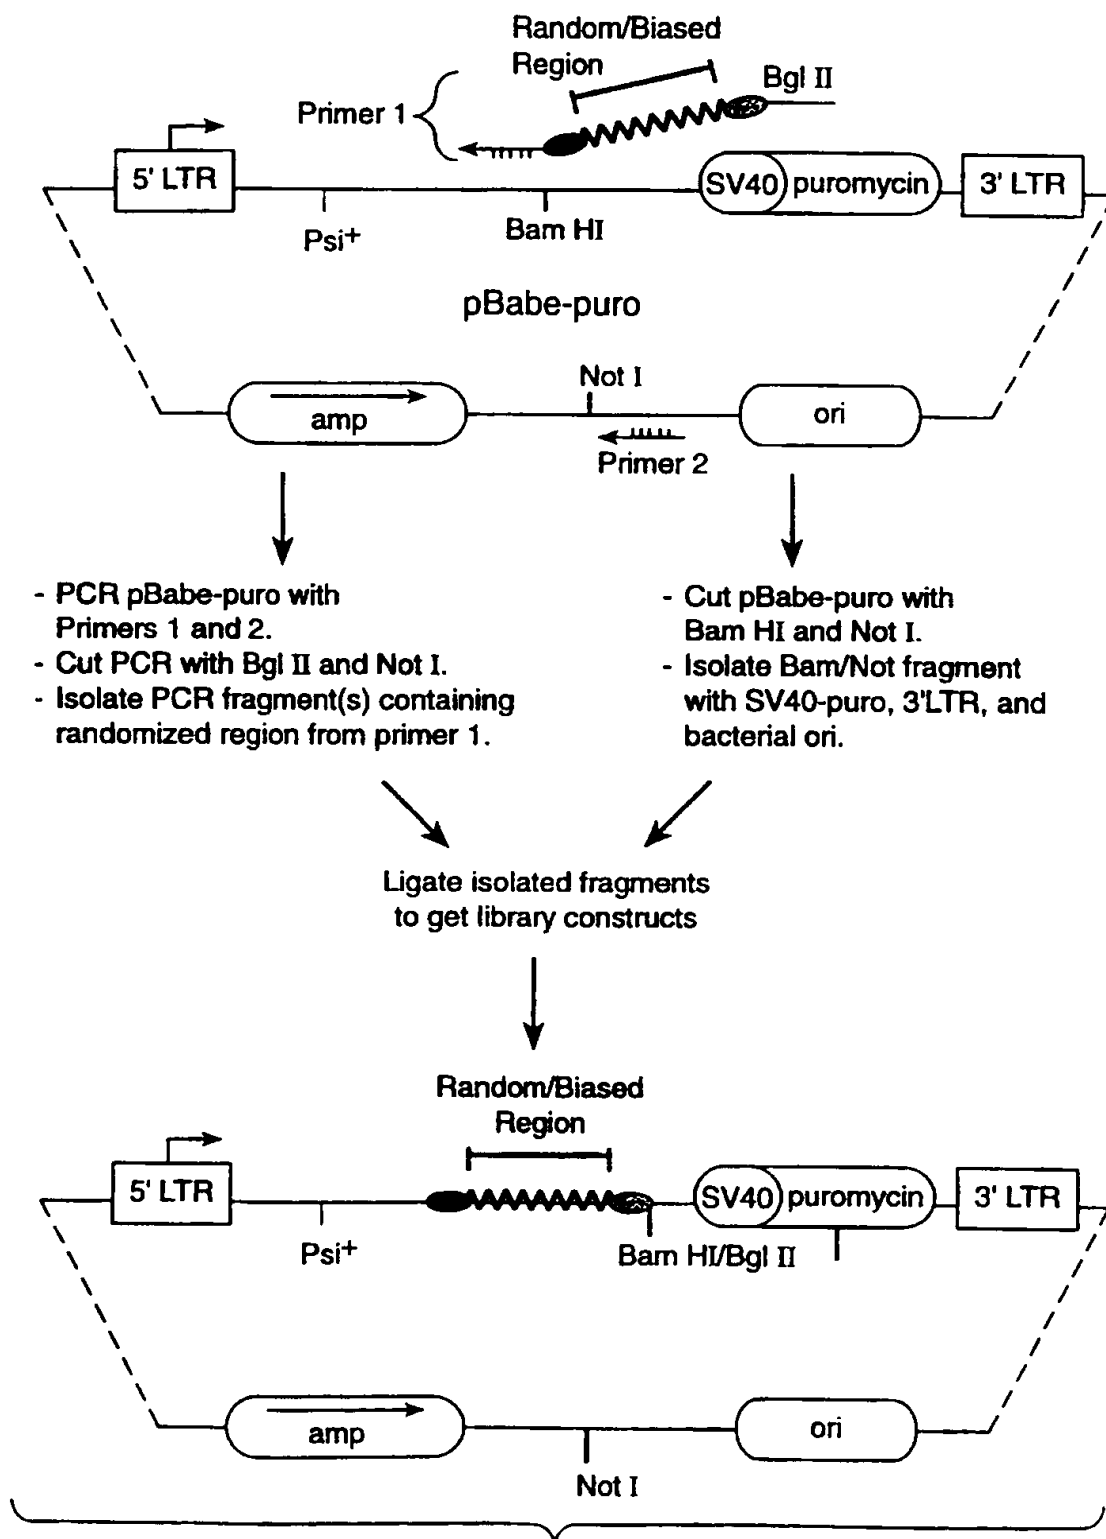 Random/Biased
Region
Bgl II
Primer 1
5' LTR
SV40
puromycin
3' LTR
Psi+
Bam HI
pBabe-puro
Not I
amp
ori
Primer 2
- PCR pBabe-puro with
Primers 1 and 2.
- Cut PCR with Bgl II and Not I.
- Isolate PCR fragment(s) containing
randomized region from primer 1.
- Cut pBabe-puro with
Bam HI and Not I.
- Isolate Bam/Not fragment
with SV40-puro, 3'LTR, and
bacterial ori.
Ligate isolated fragments
to get library constructs
Random/Biased
Region
5' LTR
SV40
puromycin
3' LTR
Psi+
Bam HI/Bgl II
amp
ori
Not I